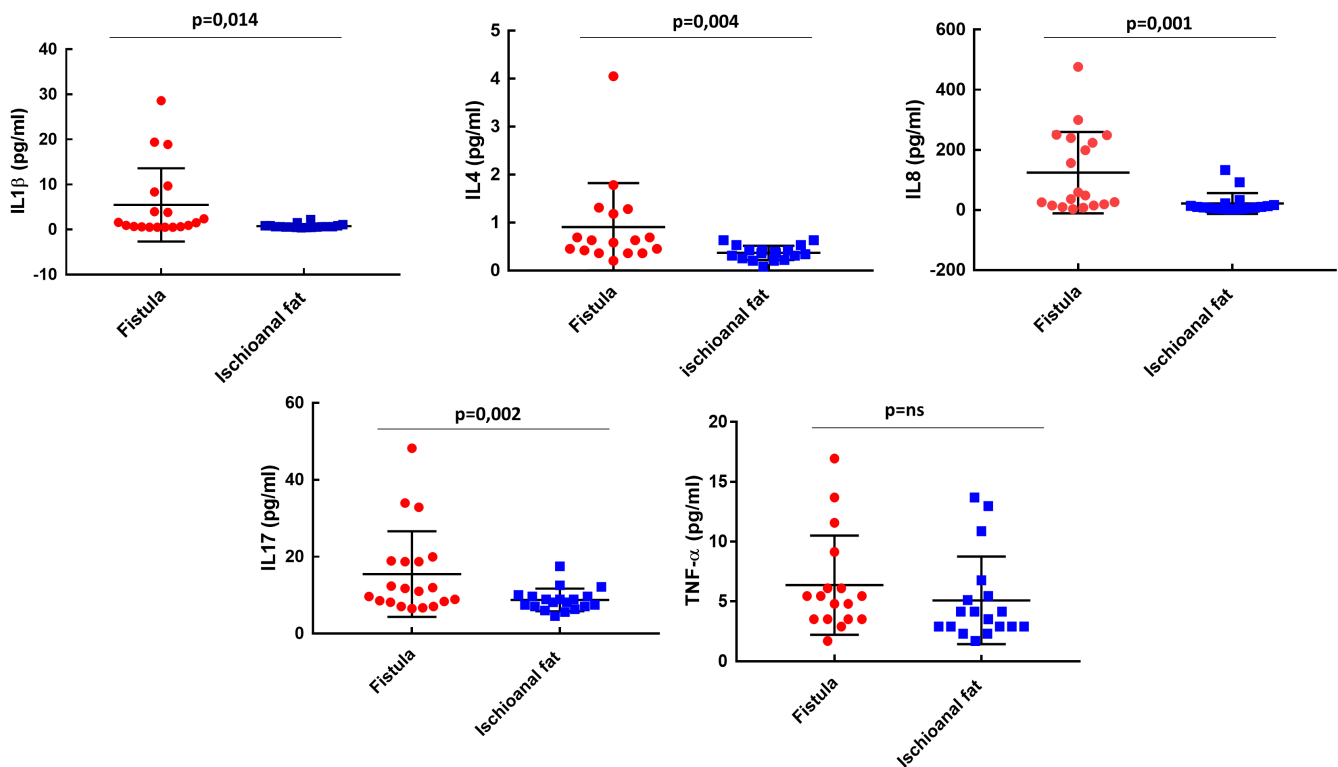 p=0,014
IL1β (pg/ml)
40
30
20
10
0
-10
Fistula
Ischioanal fat
p=0,004
IL4 (pg/ml)
5
4
3
2
1
0
Fistula
ischioanal fat
p=0,001
IL8 (pg/ml)
600
400
200
0
-200
Fistula
Ischioanal fat
p=0,002
IL17 (pg/ml)
60
40
20
0
Fistula
Ischioanal fat
p=ns
TNF-α (pg/ml)
20
15
10
5
0
Fistula
Ischioanal fat